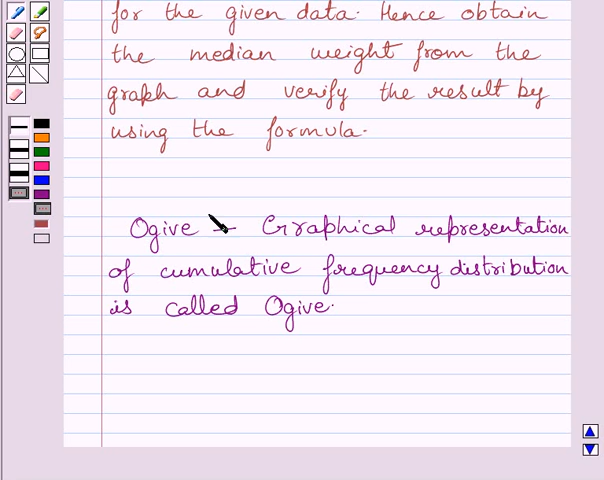 for the given data. Hence obtain
the median weight from the
graph and verify the result by
using the formula.
Ogive - Graphical representation
of cumulative frequency distribution
is called Ogive.